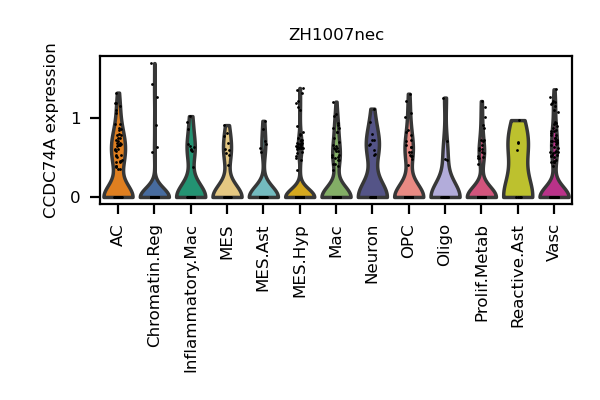 ZH1007nec
CCDC74A expression
1
0
AC
Chromatin.Reg
Inflammatory.Mac
MES
MES.Ast
MES.Hyp
Mac
Neuron
OPC
Oligo
Prolif.Metab
Reactive.Ast
Vasc